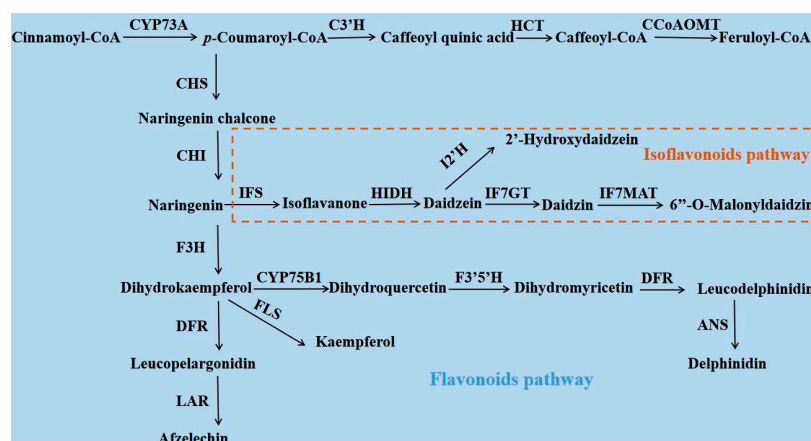 CYP73A C3’H HCT CCoAOMT
Cinnamoyl-CoA p-Coumaroyl-CoA Caffeoyl quinic acid Caffeoyl-CoA Feruloyl-CoA
CHS
Naringenin chalcone
2’-Hydroxydaidzein
CHI I2’H Isoflavonoids pathway
IFS HIDH IF7GT IF7MAT
Naringenin Isoflavanone Daidzein Daidzin 6”-O-Malonyldaidzin
F3H
CYP75B1 F3'5'H DFR
Dihydrokaempferol Dihydroquercetin Dihydromyricetin Leucodelphinidin
FLS
DFR ANS
Kaempferol
Leucopelargonidin Delphinidin
Flavonoids pathway
LAR
Afzelechin